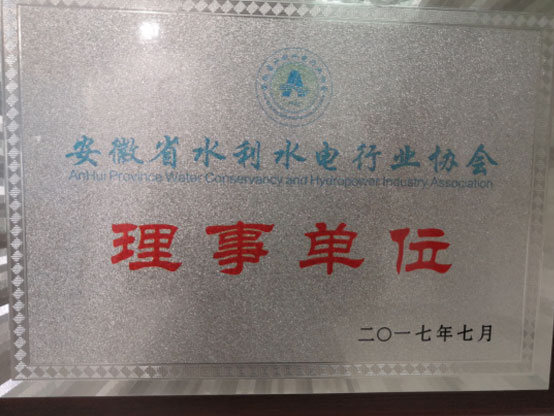 安徽省水利水电行业协会
AnHui Province Water Conservancy and Hydropower Industry Association
理事单位
二〇一七年七月